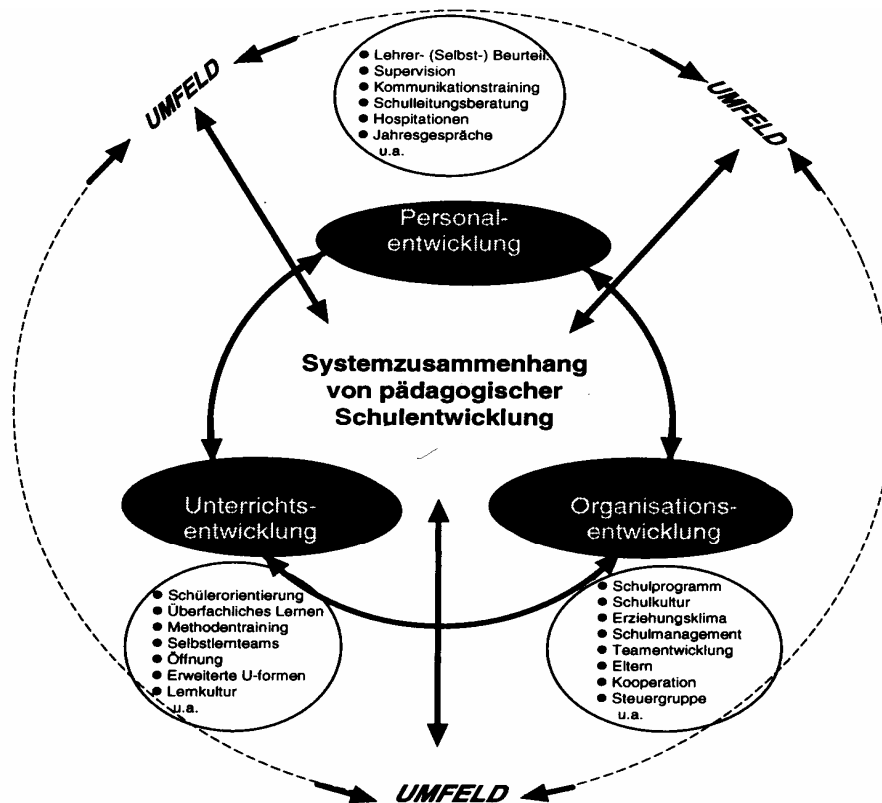 UMFELD
● Lehrer- (Selbst-) Beurteil.
● Supervision
● Kommunikationstraining
● Schulleitungsberatung
● Hospitationen
● Jahresgespräche
u.a.
UMFELD
Personal-
entwicklung
Systemzusammenhang
von pädagogischer
Schulentwicklung
Unterrichts-
entwicklung
Organisations-
entwicklung
● Schülerorientierung
● Überfachliches Lernen
● Methodentraining
● Selbstlernteams
● Öffnung
● Erweiterte U-formen
● Lernkultur
u.a.
● Schulprogramm
● Schulkultur
● Erziehungsklima
● Schulmanagement
● Teamentwicklung
● Eltern
● Kooperation
● Steuergruppe
u.a.
UMFELD